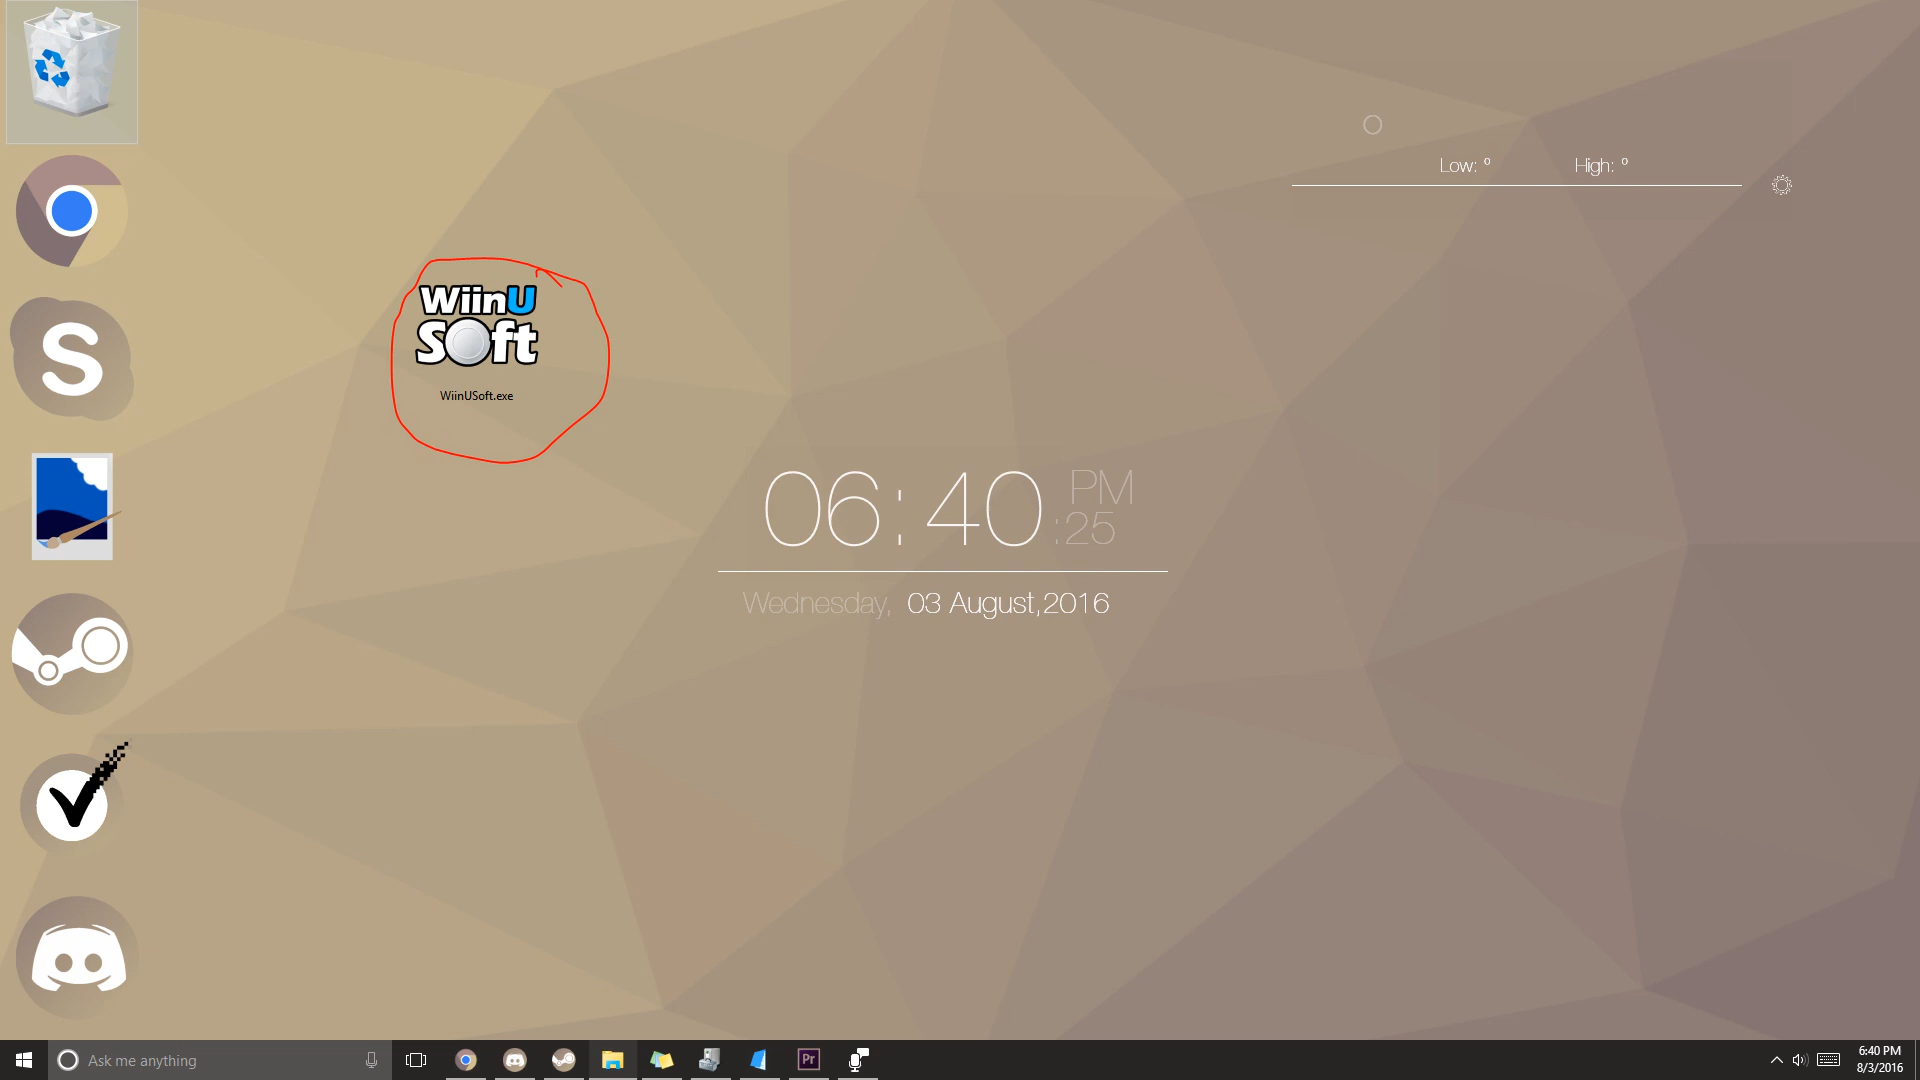 Low: º
High: º
WiinU
Soft
WiinUSoft.exe
06:40
PM
:25
Wednesday, 03 August,2016
Ask me anything
Pr
6:40 PM
8/3/2016